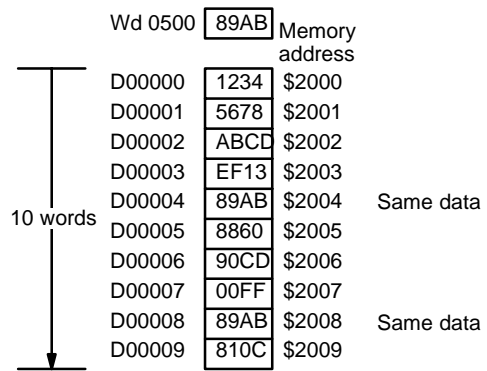 Wd 0500 89AB Memory
address
D00000 1234 $2000
D00001 5678 $2001
D00002 ABCD $2002
D00003 EF13 $2003
D00004 89AB $2004 Same data
10 words D00005 8860 $2005
D00006 90CD $2006
D00007 00FF $2007
D00008 89AB $2008 Same data
D00009 810C $2009